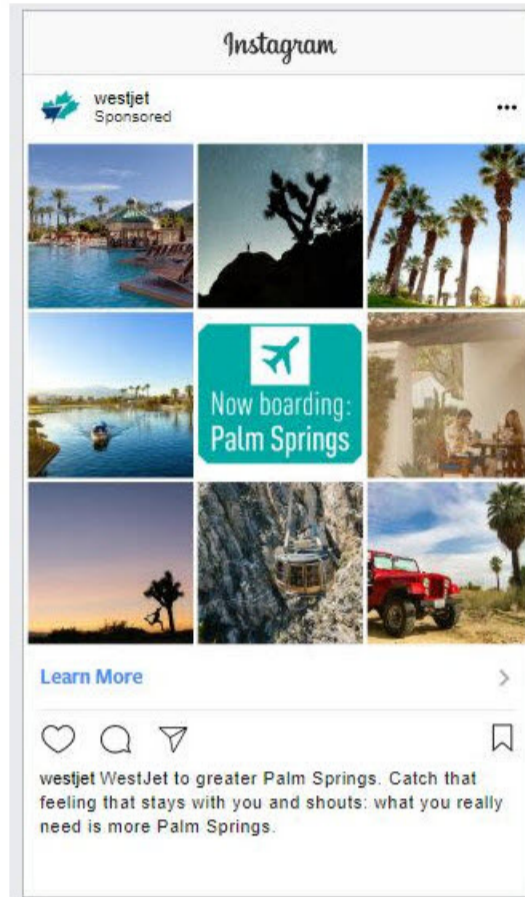 Instagram
westjet
Sponsored
Now boarding:
Palm Springs
Learn More
westjet WestJet to greater Palm Springs. Catch that
feeling that stays with you and shouts: what you really
need is more Palm Springs.